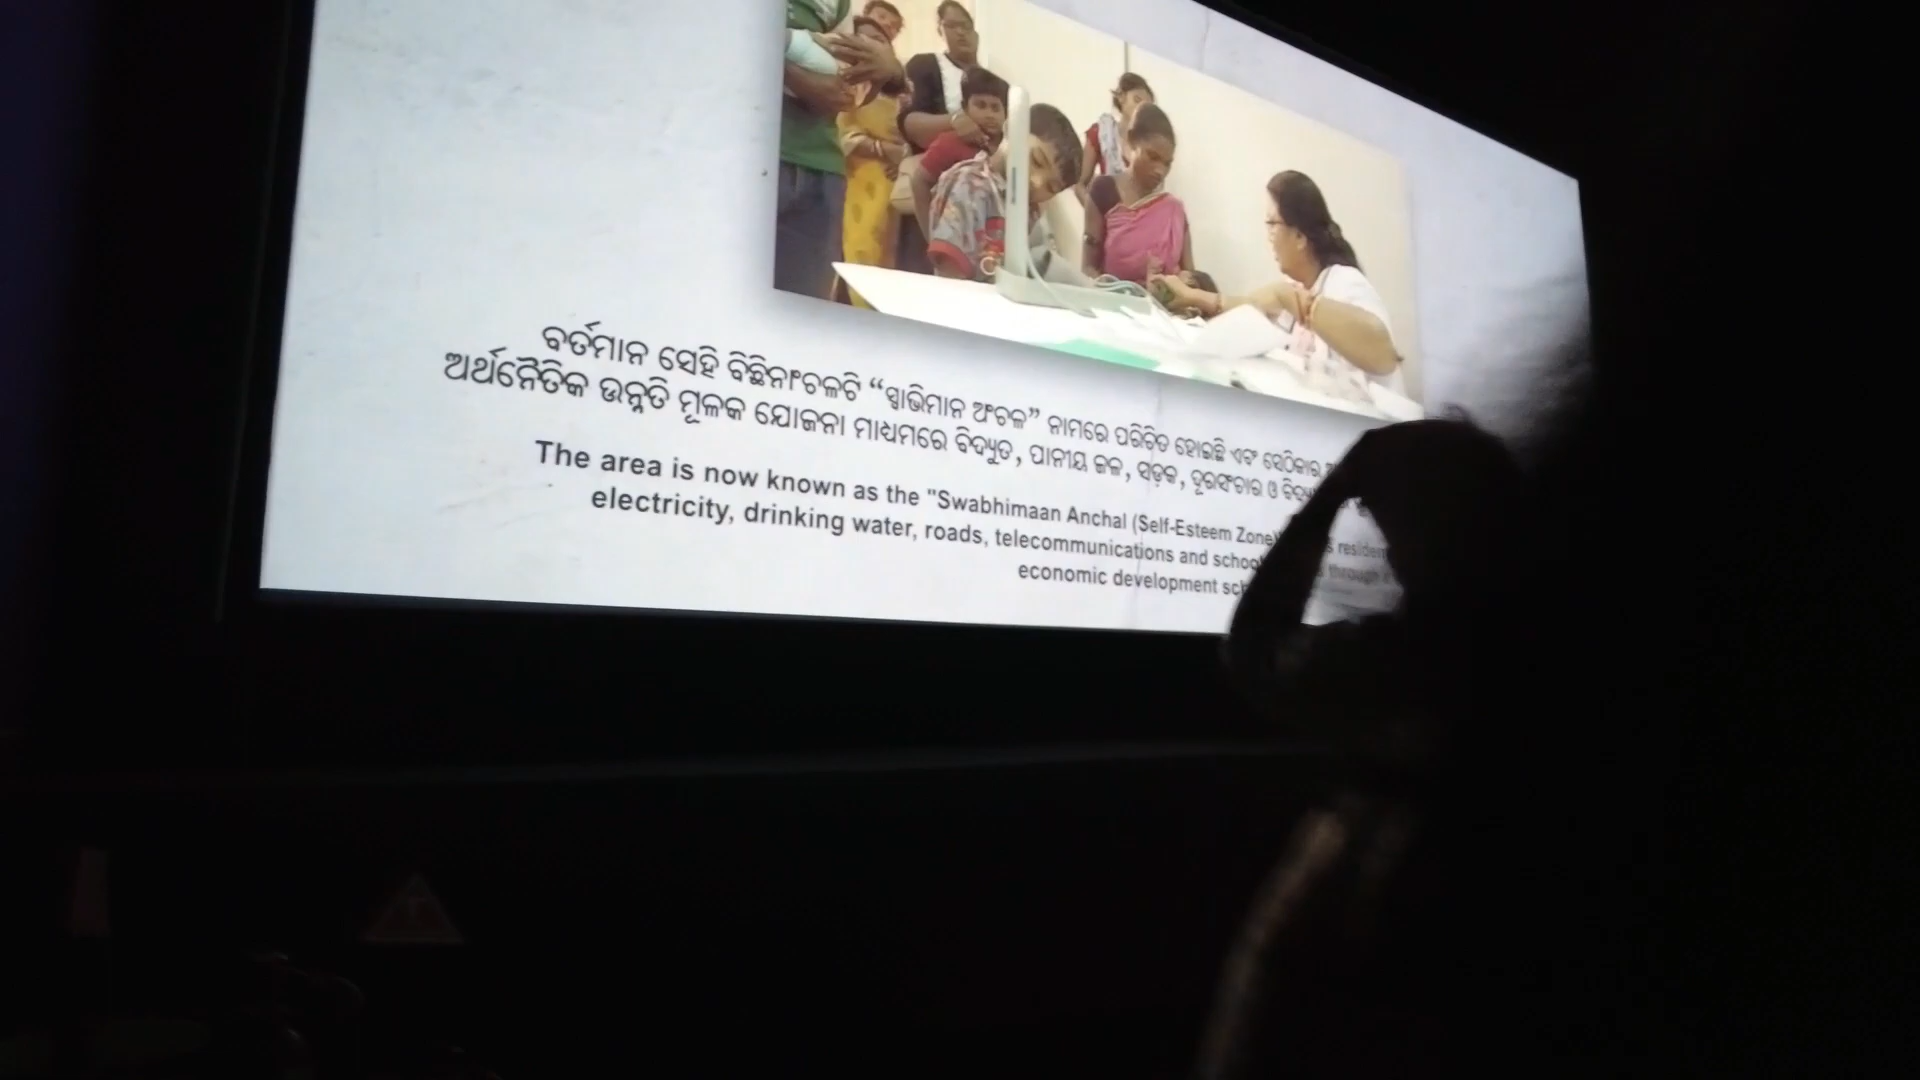 ବର୍ତମାନ ସେହି ବିଚ୍ଛିନାଂଚଳଟି “ସ୍ୱାଭିମାନ ଅଂଚଳ” ନାମରେ ପରିଚିତ ହୋଇଛି ଏବଂ ସେଠିକାର
ଅର୍ଥନୈତିକ ଉନ୍ନତି ମୂଳକ ଯୋଜନା ମାଧ୍ୟମରେ ବିଦ୍ୟୁତ, ପାନୀୟ ଜଳ, ସଡ଼କ, ଦୂରସଂଚାର ଓ
The area is now known as the "Swabhimaan Anchal (Self-Esteem Zone)
electricity, drinking water, roads, telecommunications and through
economic development